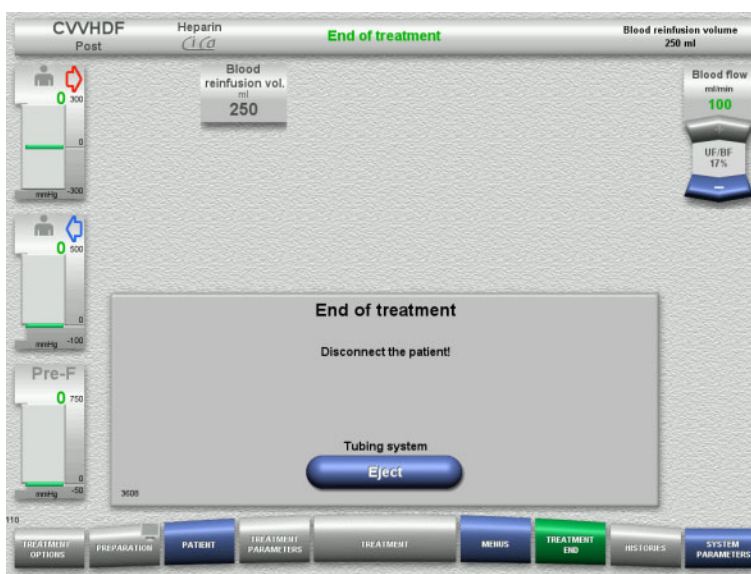 CVVHDF
Post
Heparin
Ci Ca
End of treatment
Blood reinfusion volume
250 ml
0
300
0
-300
mmHg
Blood
reinfusion vol.
ml
250
Blood flow
ml/min
100
+
UF/BF
17%
-
0
500
0
-100
mmHg
Pre-F
0
750
0
-50
mmHg
End of treatment
Disconnect the patient!
Tubing system
Eject
3608
110
TREATMENT
OPTIONS
PREPARATION
PATIENT
TREATMENT
PARAMETERS
TREATMENT
MENUS
TREATMENT
END
HISTORIES
SYSTEM
PARAMETERS